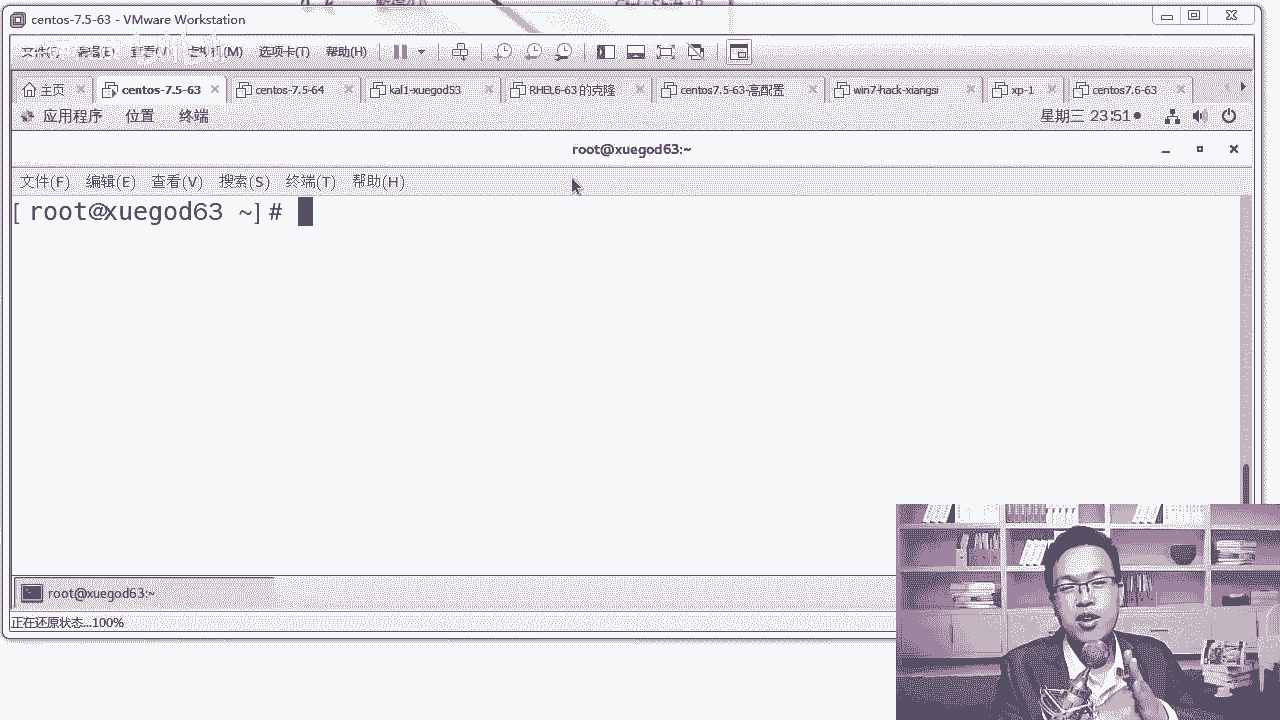 centos-7.5-63 - VMware Workstation
文件(F) 编辑(E) 查看(V) 虚拟机(M) 选项卡(T) 帮助(H)
主页 centos-7.5-63 centos-7.5-64 kal1-xuegod53 RHEL6-63 的克隆 centos7.5-63-高配置 win7-hack-xiangsi xp-1 centos7.6-63
应用程序 位置 终端 星期三 23:51
root@xuegod63:~
文件(F) 编辑(E) 查看(V) 搜索(S) 终端(T) 帮助(H)
[root@xuegod63 ~]#
root@xuegod63:~
正在还原状态...100%